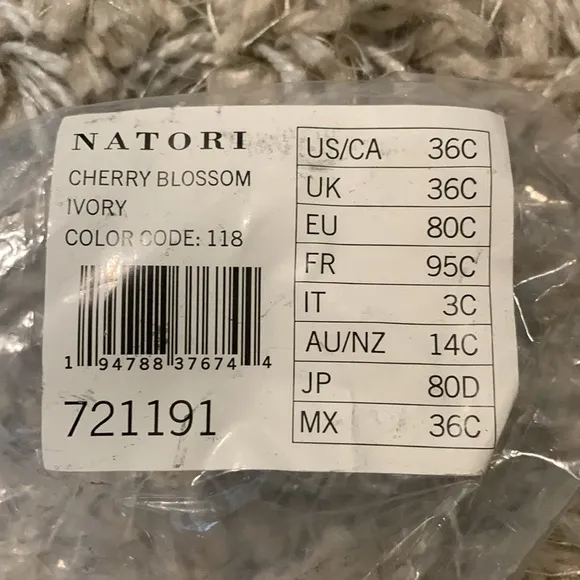 NATORI
CHERRY BLOSSOM
IVORY
COLOR CODE: 118
1 94788 37674 4
721191
US/CA 36C
UK 36C
EU 80C
FR 95C
IT 3C
AU/NZ 14C
JP 80D
MX 36C